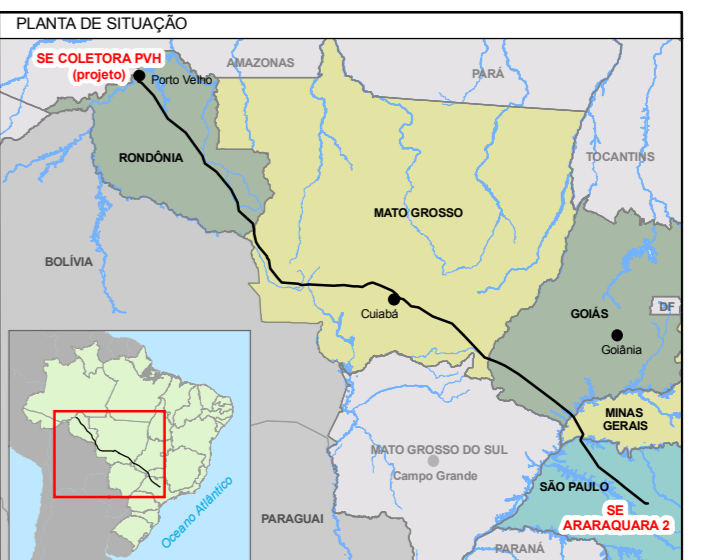 PLANTA DE SITUAÇÃO
SE COLETORA PVH
(projeto)
Porto Velho
AMAZONAS
PARÁ
TOCANTINS
RONDÔNIA
MATO GROSSO
BOLÍVIA
Cuiabá
GOIÁS
DF
Goiânia
MINAS
GERAIS
MATO GROSSO DO SUL
Campo Grande
SÃO PAULO
SE
ARARAQUARA 2
PARAGUAI
PARANÁ
Oceano Atlântico